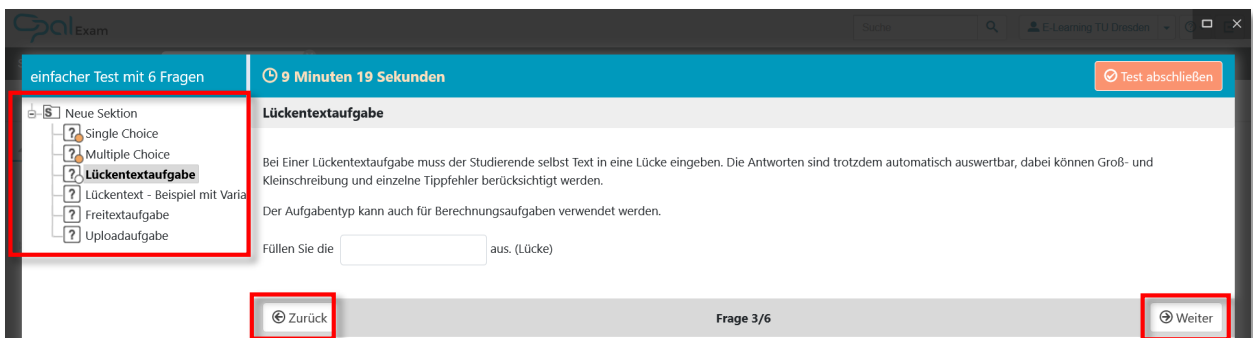 Opal Exam
Suche
E-Learning TU Dresden
einfacher Test mit 6 Fragen
9 Minuten 19 Sekunden
Test abschließen
S Neue Sektion
? Single Choice
? Multiple Choice
? Lückentextaufgabe
? Lückentext - Beispiel mit Varia
? Freitextaufgabe
? Uploadaufgabe
Lückentextaufgabe
Bei Einer Lückentextaufgabe muss der Studierende selbst Text in eine Lücke eingeben. Die Antworten sind trotzdem automatisch auswertbar, dabei können Groß- und
Kleinschreibung und einzelne Tippfehler berücksichtigt werden.
Der Aufgabentyp kann auch für Berechnungsaufgaben verwendet werden.
Füllen Sie die aus. (Lücke)
Zurück
Frage 3/6
Weiter